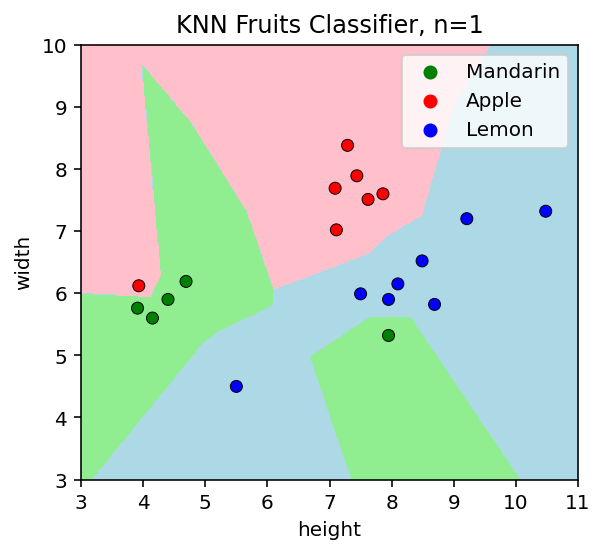 KNN Fruits Classifier, n=1
Mandarin
Apple
Lemon
10
9
8
7
6
5
4
3
width
3 4 5 6 7 8 9 10 11
height